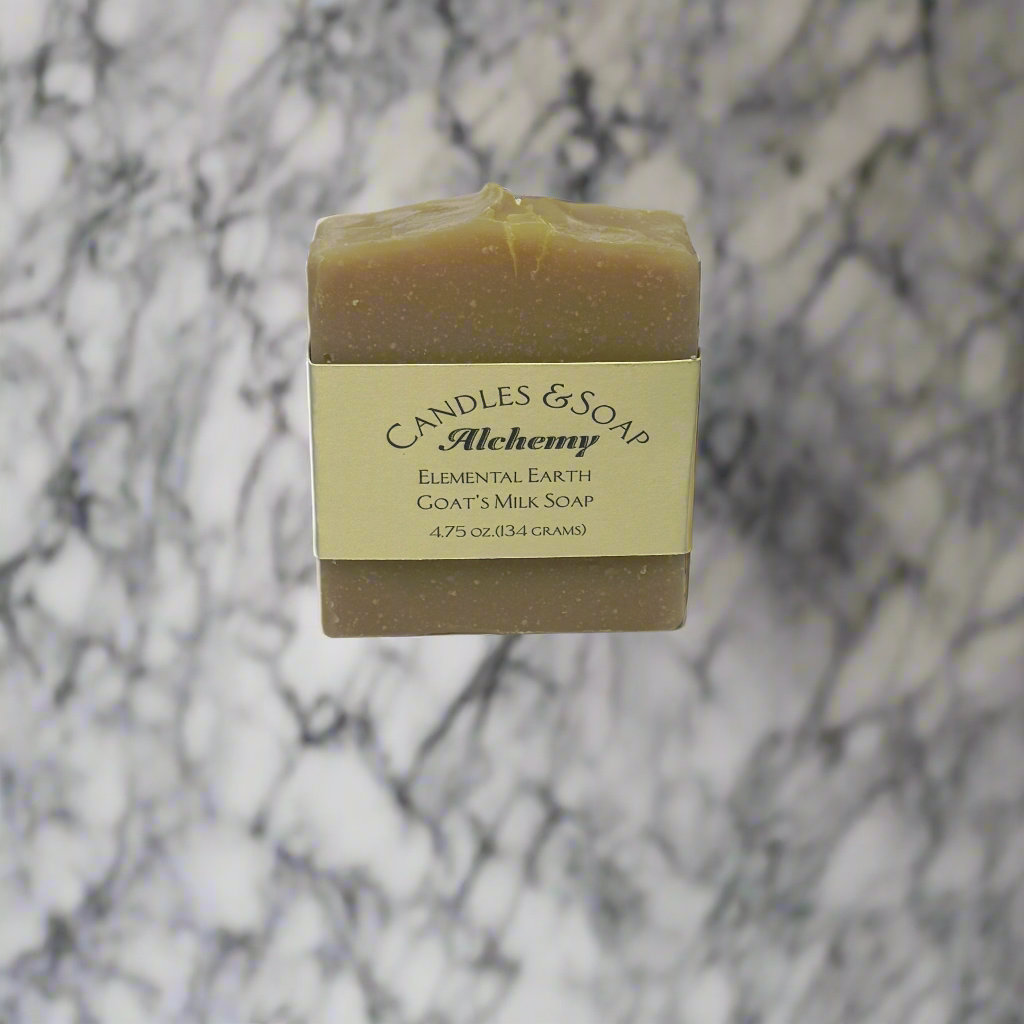 CANDLES & SOAP
Alchemy
ELEMENTAL EARTH
GOAT'S MILK SOAP
4.75 OZ.(134 GRAMS)